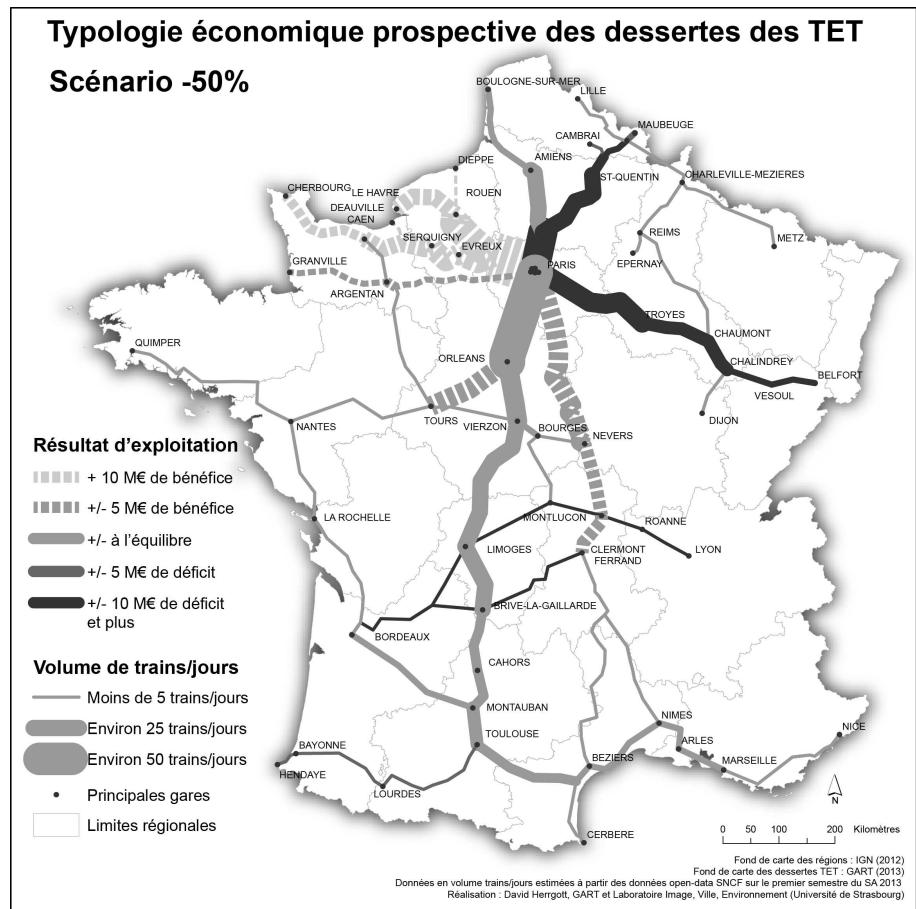 Typologie économique prospective des dessertes des TET
Scénario -50%
BOULOGNE-SUR-MER
LILLE
MAUBEUGE
CAMBRAI
DIEPPE
AMIENS
ST-QUENTIN
CHARLEVILLE-MEZIERES
CHERBOURG
LE HAVRE
ROUEN
DEAUVILLE
CAEN
SERQUIGNY
EVREUX
REIMS
METZ
EPERNAY
GRANVILLE
PARIS
ARGENTAN
TROYES
CHAUMONT
QUIMPER
ORLEANS
CHALINDREY
BELFORT
VESOUL
TOURS
VIERZON
BOURGES
DIJON
NANTES
NEVERS
Résultat d’exploitation
+ 10 M€ de bénéfice
+/- 5 M€ de bénéfice
+/- à l’équilibre
+/- 5 M€ de déficit
+/- 10 M€ de déficit
et plus
LA ROCHELLE
MONTLUCON
ROANNE
LIMOGES
CLERMONT
FERRAND
LYON
BRIVE-LA-GAILLARDE
BORDEAUX
Volume de trains/jours
Moins de 5 trains/jours
Environ 25 trains/jours
Environ 50 trains/jours
Principales gares
Limites régionales
CAHORS
MONTAUBAN
TOULOUSE
NIMES
NICE
ARLES
BAYONNE
BEZIERS
MARSEILLE
HENDAYE
LOURDES
CERBERE
N
0 50 100 200 Kilomètres
Fond de carte des régions : IGN (2012)
Fond de carte des dessertes TET : GART (2013)
Données en volume trains/jours estimées à partir des données open-data SNCF sur le premier semestre du SA 2013
Réalisation : David Herrgott, GART et Laboratoire Image, Ville, Environnement (Université de Strasbourg)